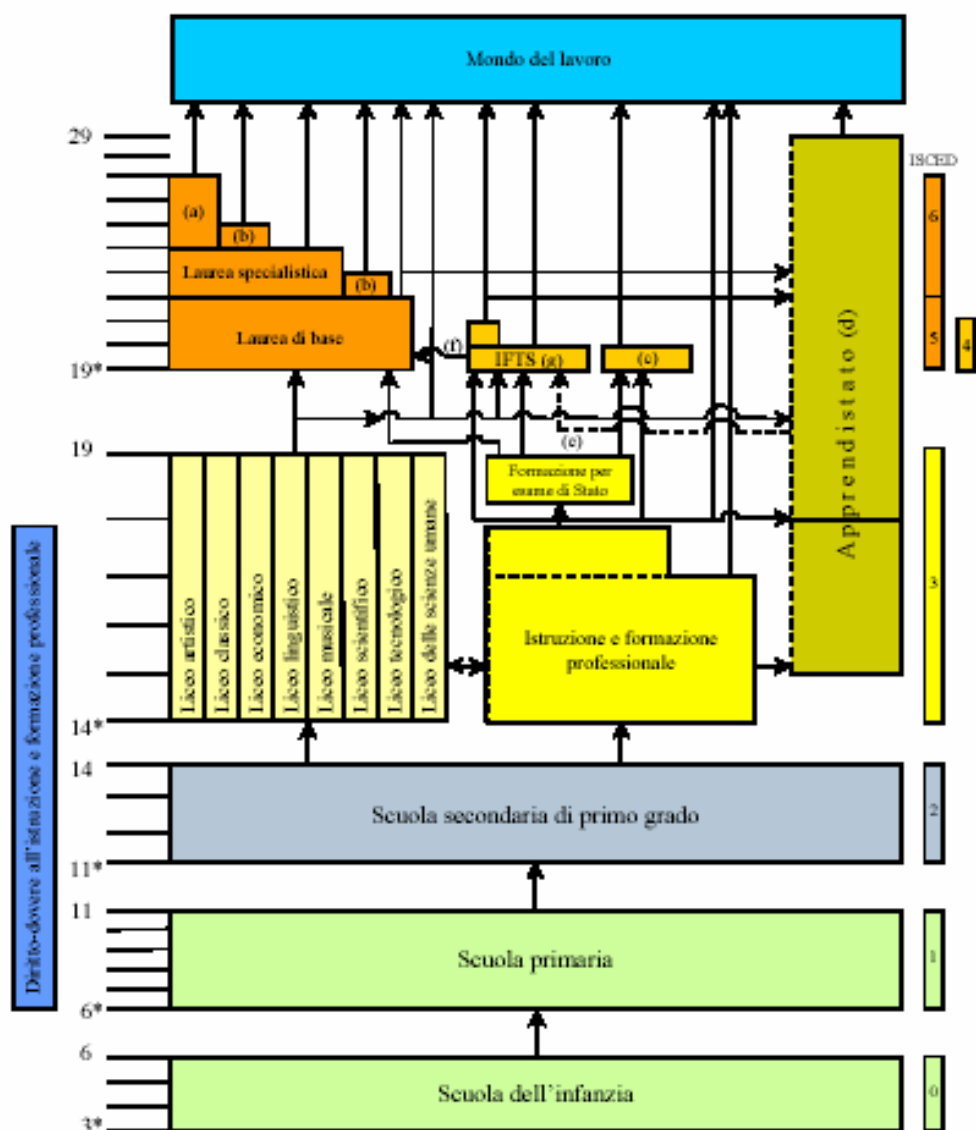 Mondo del lavoro
29
ISCED
(a)
(b)
6
Laurea specialistica
(b)
Laurea di base
(f)
IFTS (g)
(c)
5
4
19*
Apprendistato (d)
19
(e)
Formazione per
esame di Stato
Liceo artistico
Liceo classico
Liceo economico
Liceo linguistico
Liceo musicale
Liceo scientifico
Liceo tecnologico
Liceo delle scienze umane
Istruzione e formazione
professionale
3
14*
Diritto-dovere all'istruzione e formazione professionale
14
Scuola secondaria di primo grado
2
11*
11
Scuola primaria
1
6*
6
Scuola dell'infanzia
0
3*